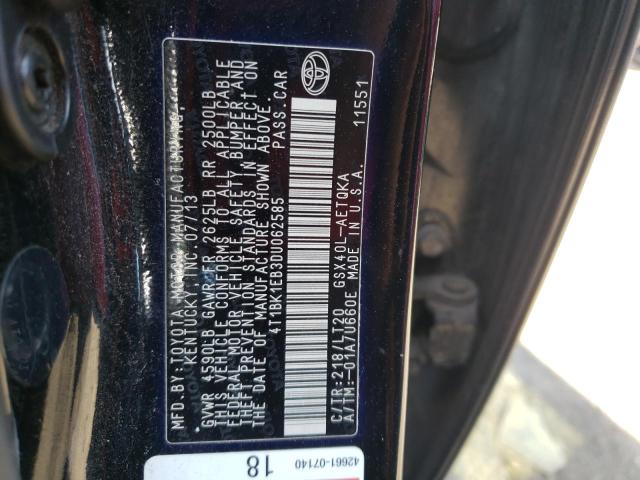 MFD.BY:TOYOTA MOTOR MANUFACTURING,
KENTUCKY,INC. 07/13
GVWR 4590LB GAWR FR 2625LB RR 2500LB
THIS VEHICLE CONFORMS TO ALL APPLICABLE
FEDERAL MOTOR VEHICLE SAFETY, BUMPER AND
THEFT PREVENTION STANDARDS IN EFFECT ON
THE DATE OF MANUFACTURE SHOWN ABOVE.
4T1BK1EB3DU062585 PASS.CAR
C/TR:218/LT20 GSX40L-AETQKA
A/TM:-01A/U660E MADE IN U.S.A.
11551
42661-07140
18